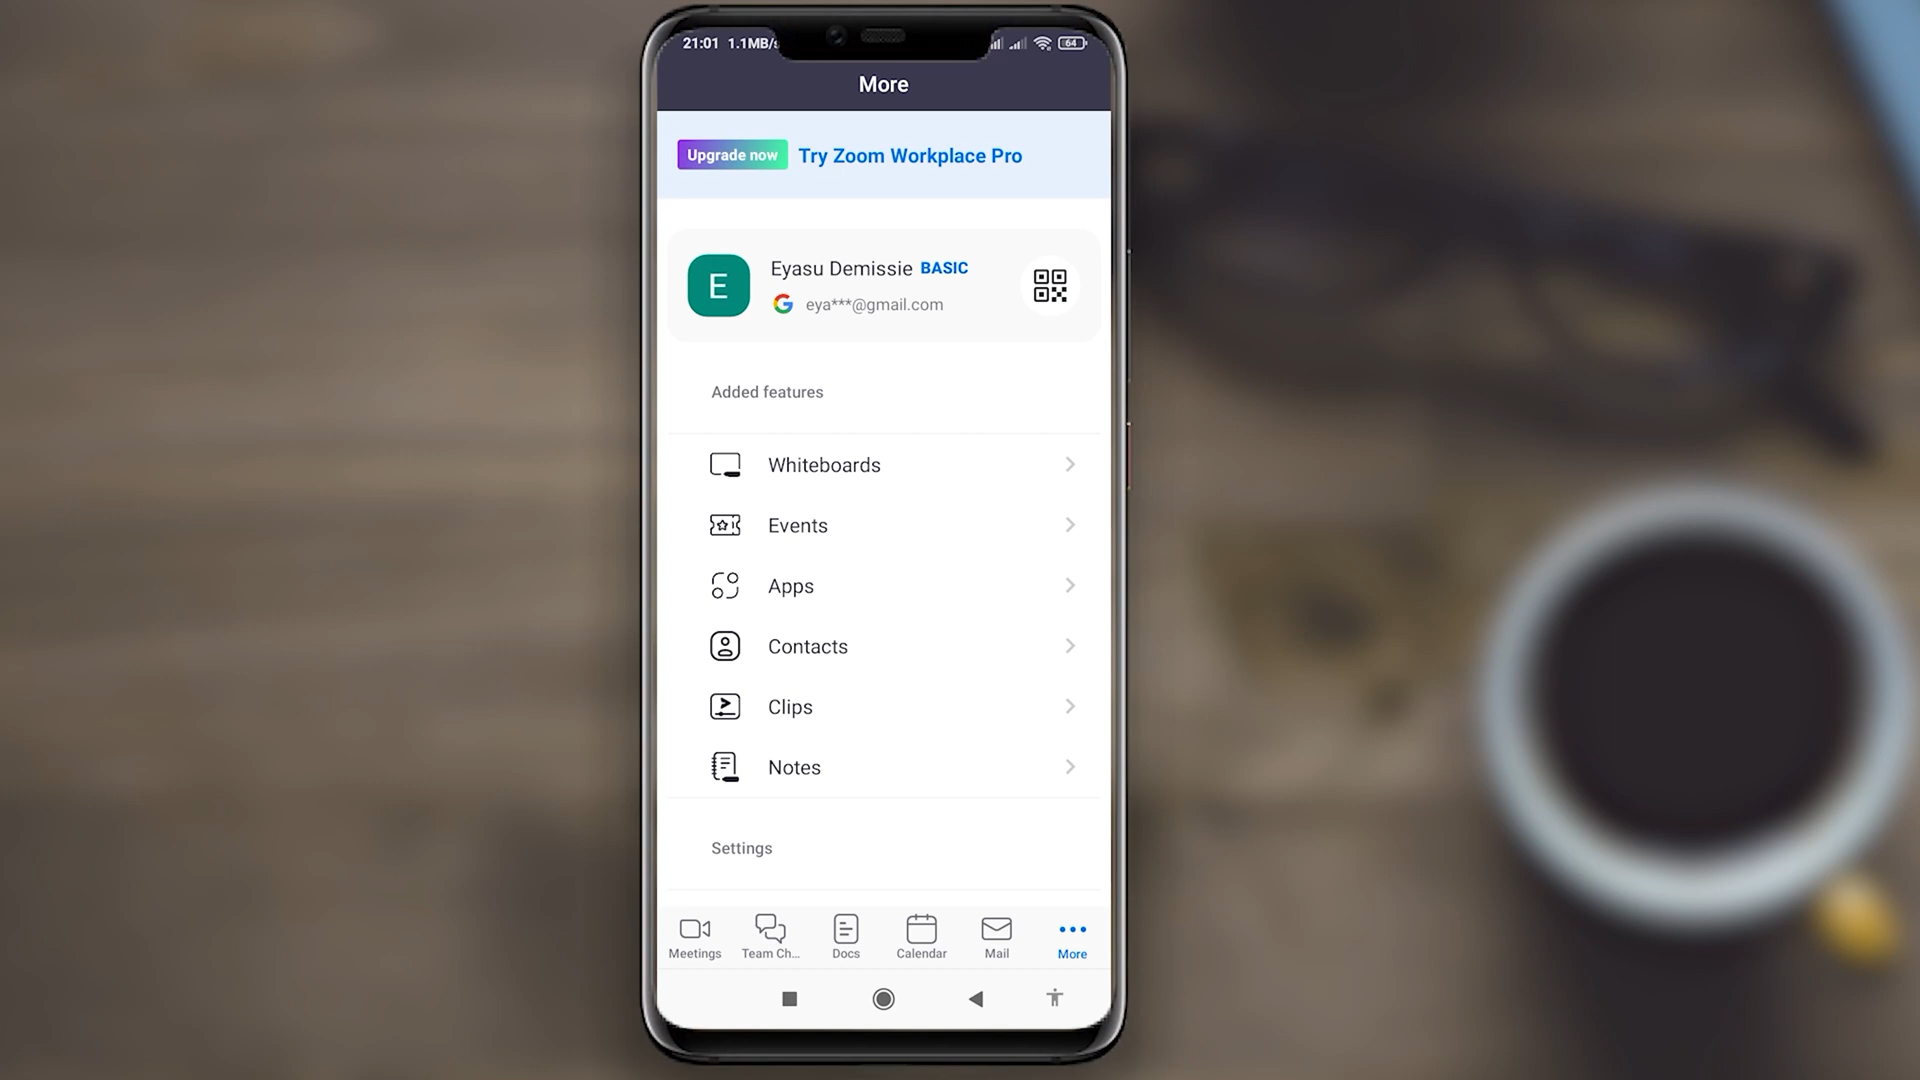 21:01 1.1MB/s 64
More
Upgrade now Try Zoom Workplace Pro
E
Eyasu Demissie BASIC
eya***@gmail.com
Added features
Whiteboards
Events
Apps
Contacts
Clips
Notes
Settings
Meetings Team Ch... Docs Calendar Mail More